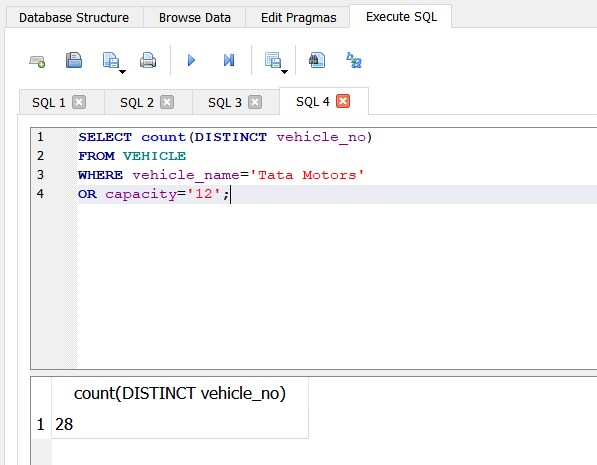 Database Structure Browse Data Edit Pragmas Execute SQL
SQL 1 SQL 2 SQL 3 SQL 4
1 SELECT count(DISTINCT vehicle_no)
2 FROM VEHICLE
3 WHERE vehicle_name='Tata Motors'
4 OR capacity='12';
count(DISTINCT vehicle_no)
1 28